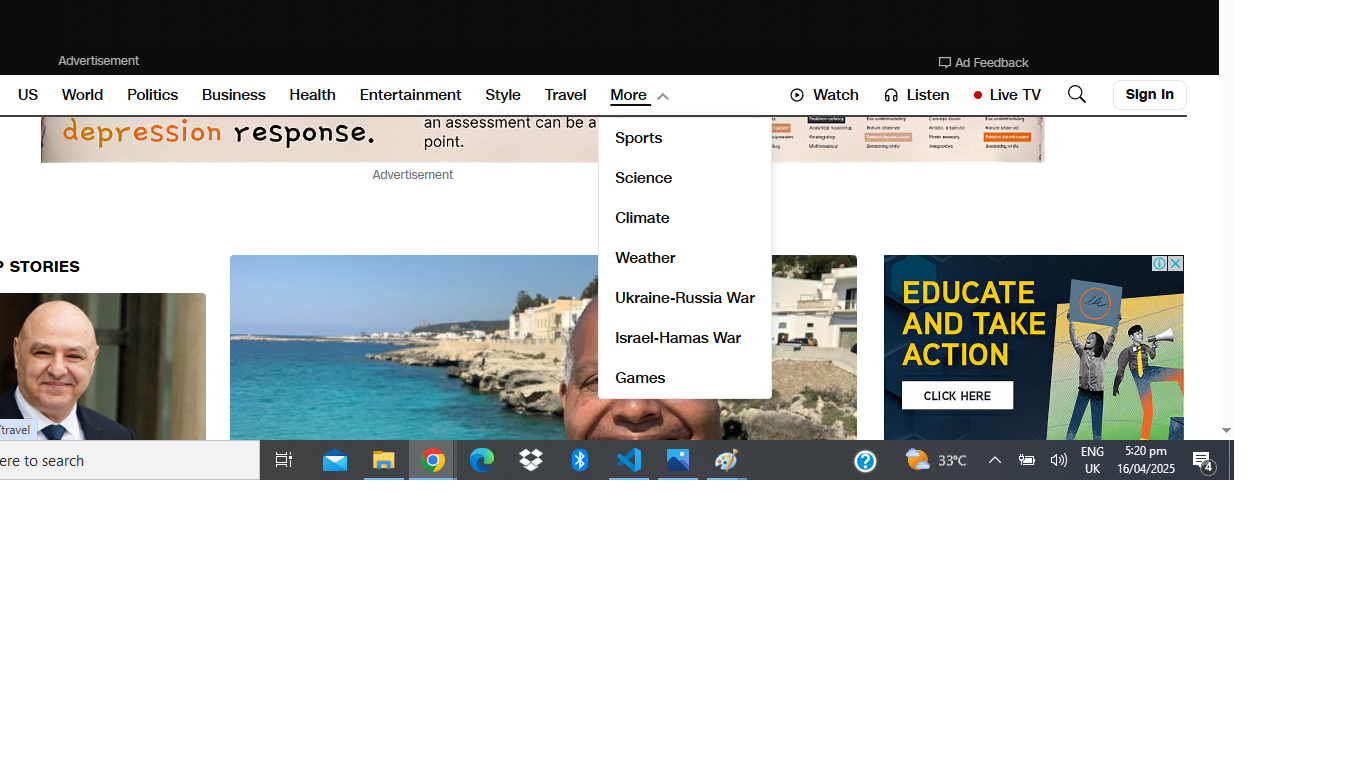 Advertisement
Ad Feedback
US World Politics Business Health Entertainment Style Travel More Watch Listen Live TV Sign In
depression response.
an assessment can be a
point.
Advertisement
Sports
Science
Climate
Weather
Ukraine-Russia War
Israel-Hamas War
Games
P STORIES
EDUCATE
AND TAKE
ACTION
CLICK HERE
/travel
ere to search
33°C
ENG
UK
5:20 pm
16/04/2025
4